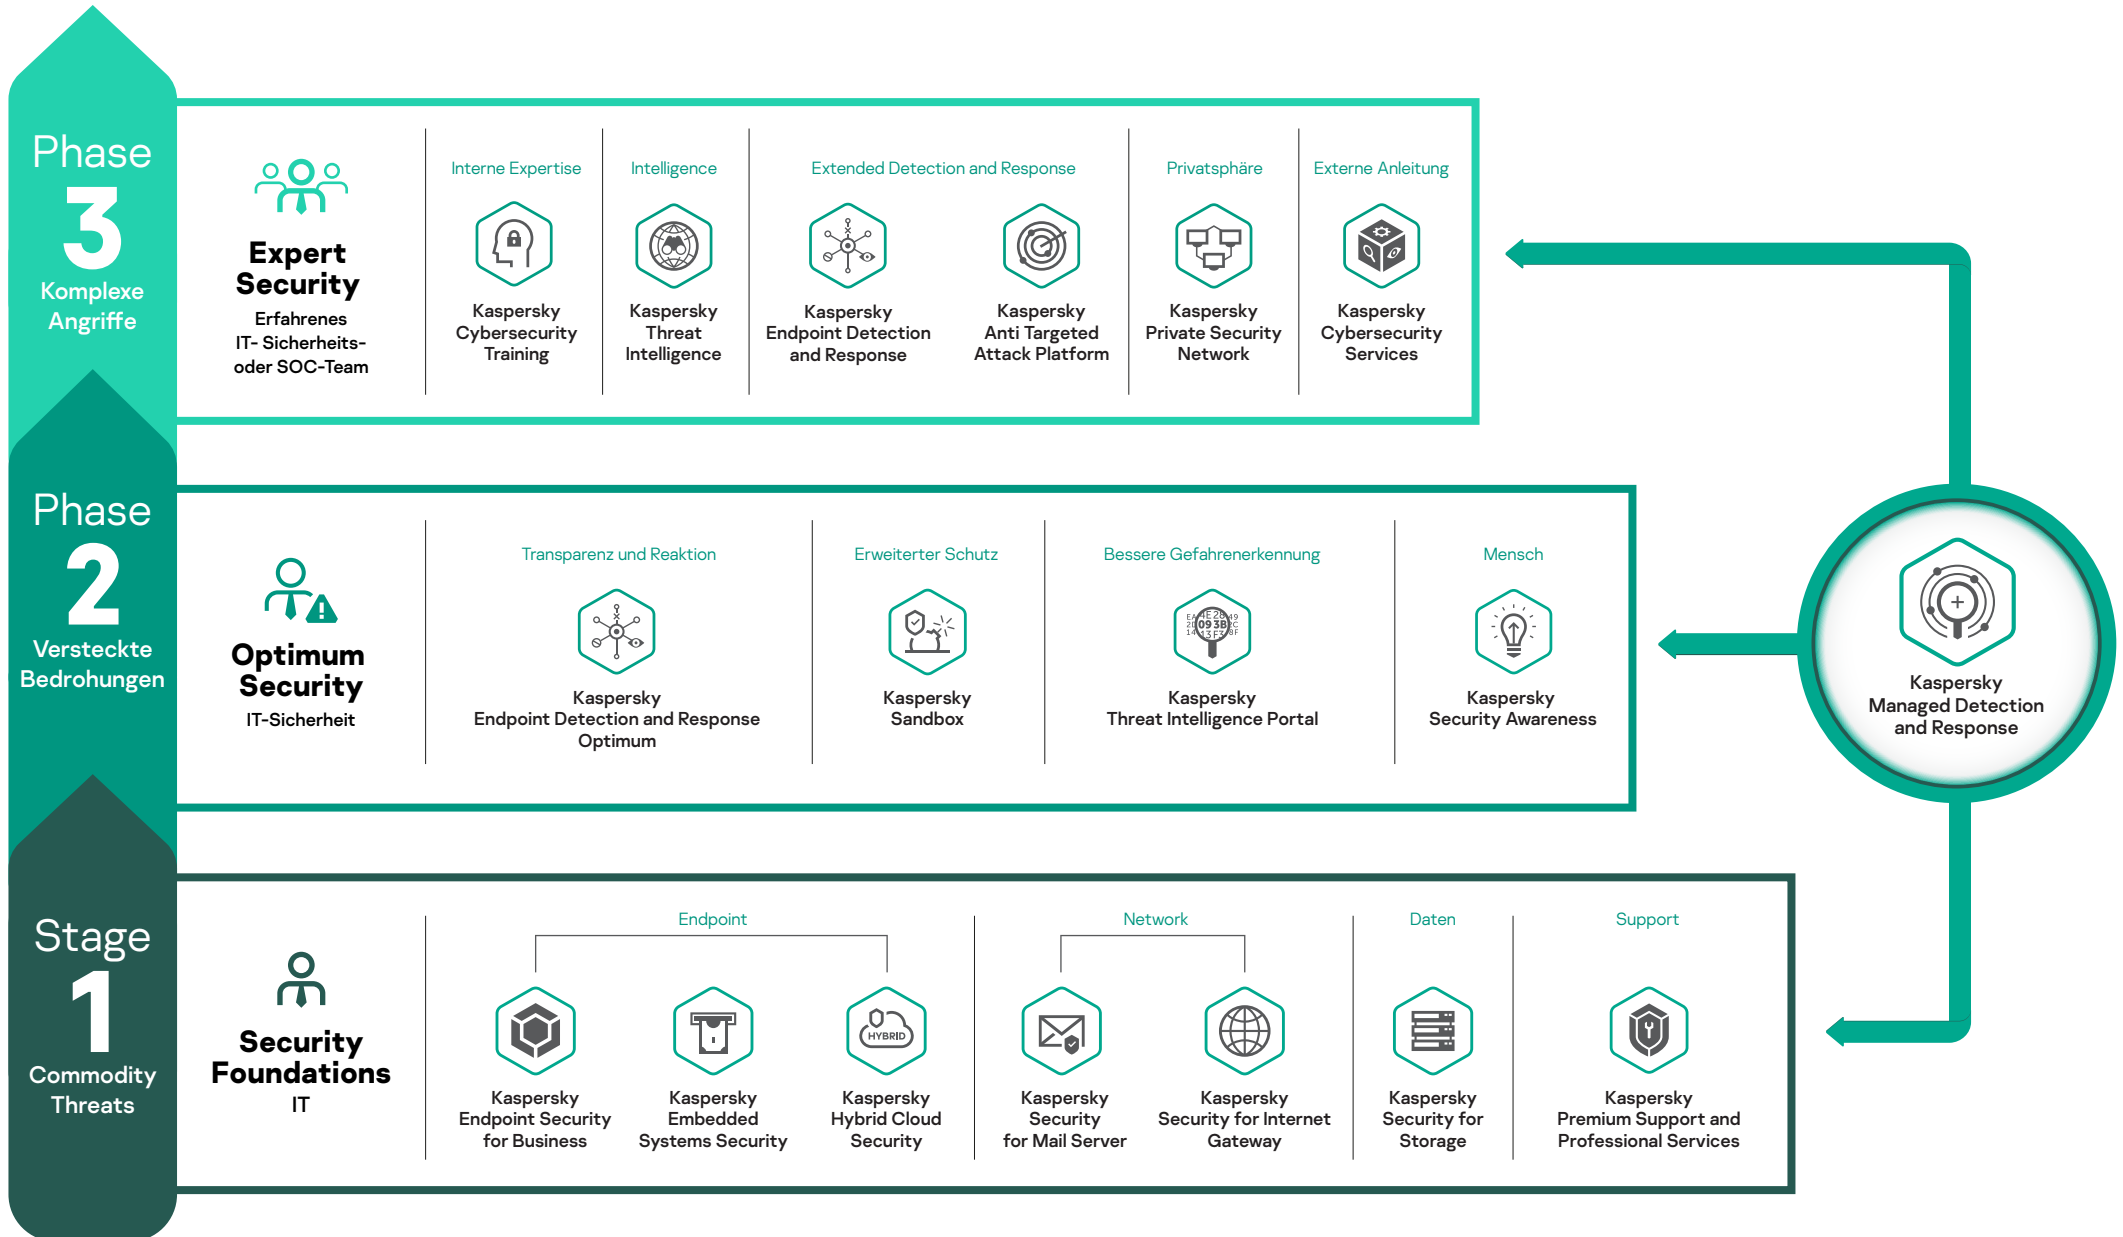 Phase
3
Komplexe
Angriffe
Expert
Security
Erfahrenes
IT- Sicherheits-
oder SOC-Team
Interne Expertise
Kaspersky
Cybersecurity
Training
Intelligence
Kaspersky
Threat
Intelligence
Extended Detection and Response
Kaspersky
Endpoint Detection
and Response
Kaspersky
Anti Targeted
Attack Platform
Privatsphäre
Kaspersky
Private Security
Network
Externe Anleitung
Kaspersky
Cybersecurity
Services
Phase
2
Versteckte
Bedrohungen
Optimum
Security
IT-Sicherheit
Transparenz und Reaktion
Kaspersky
Endpoint Detection and Response
Optimum
Erweiterter Schutz
Kaspersky
Sandbox
Bessere Gefahrenerkennung
093B
Kaspersky
Threat Intelligence Portal
Mensch
Kaspersky
Security Awareness
Kaspersky
Managed Detection
and Response
Stage
1
Commodity
Threats
Security
Foundations
IT
Endpoint
Kaspersky
Endpoint Security
for Business
Kaspersky
Embedded
Systems Security
HYBRID
Kaspersky
Hybrid Cloud
Security
Network
Kaspersky
Security
for Mail Server
Kaspersky
Security for Internet
Gateway
Daten
Kaspersky
Security for
Storage
Support
Kaspersky
Premium Support and
Professional Services